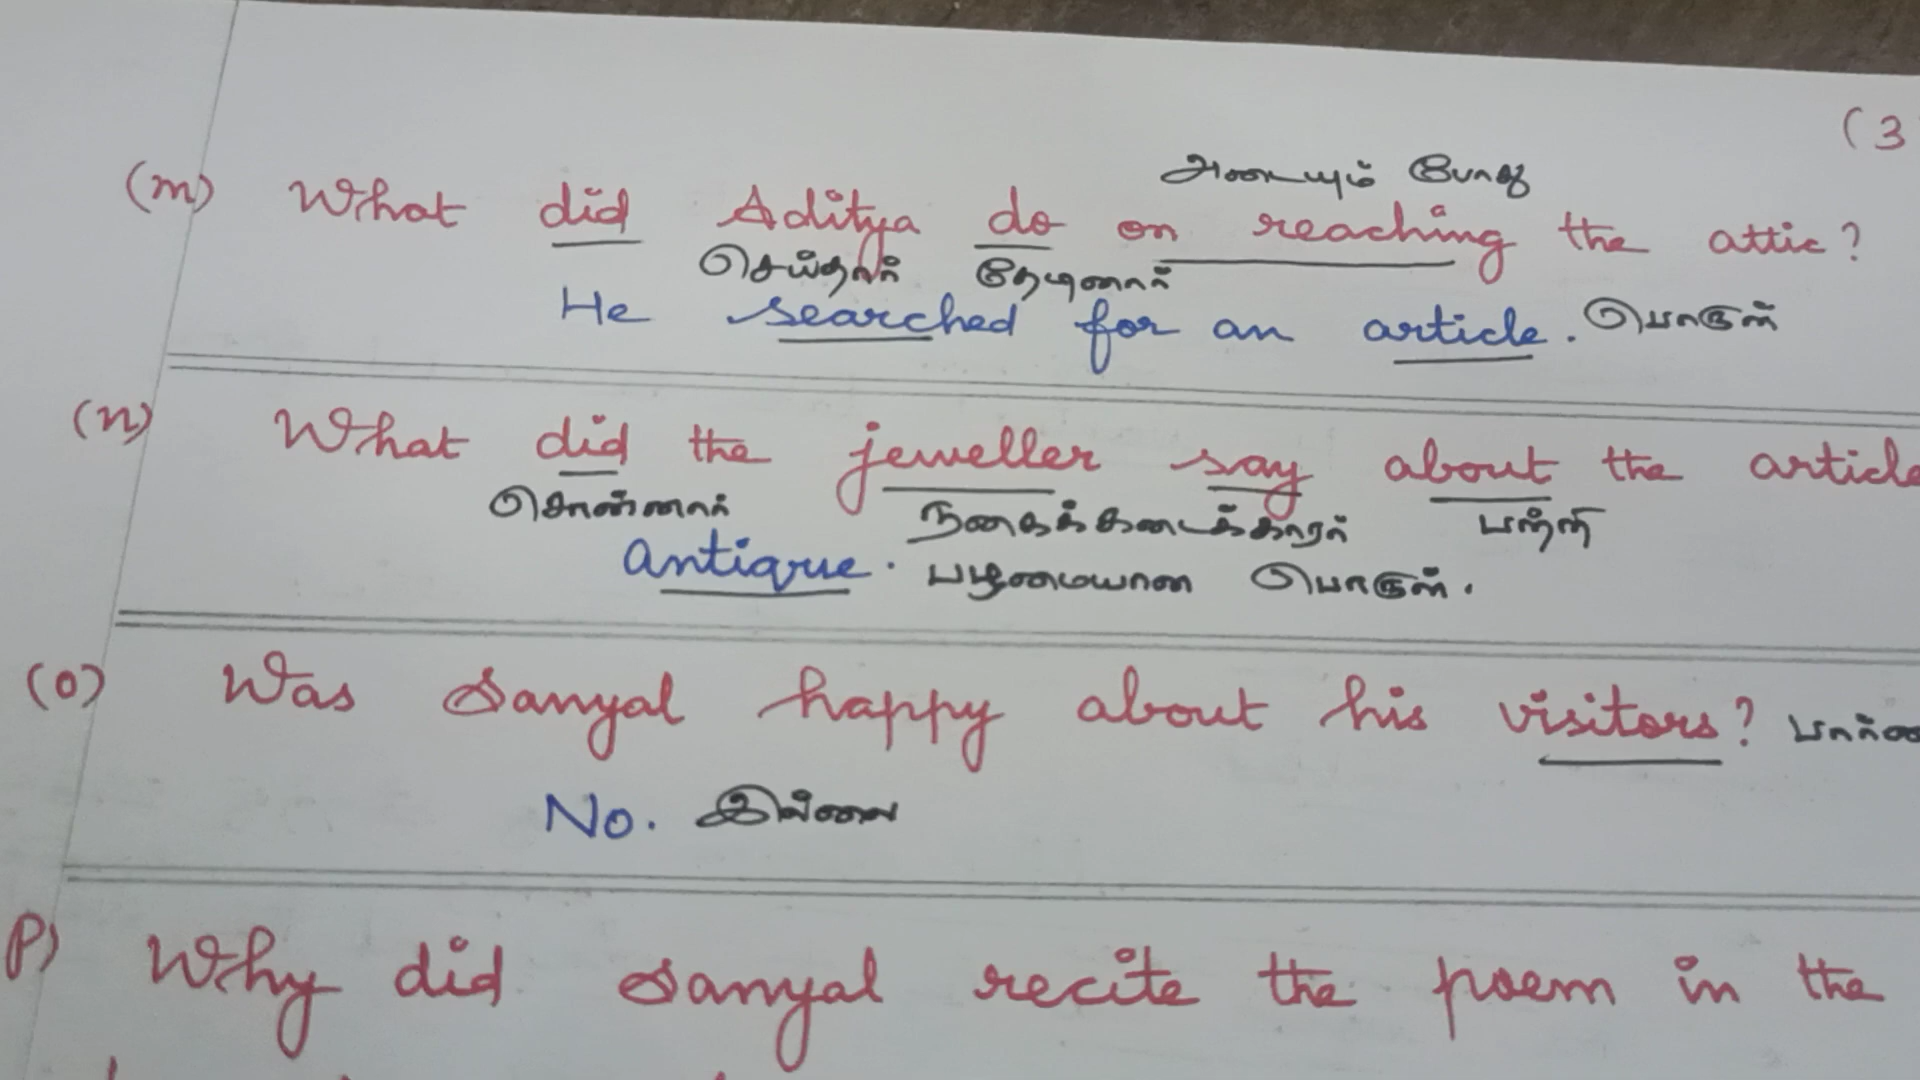 (3
அடையும் போது
(m) What did Aditya do on reaching the attic?
செய்தார் தேடினார்
He searched for an article. பொருள்
(n) What did the jeweller say about the article
சொன்னார் நகைக்கடைக்காரர் பற்றி
antique. பழமையான பொருள்.
(o) Was Sanyal happy about his visitors?
No. இல்லை
p) Why did Sanyal recite the poem in the